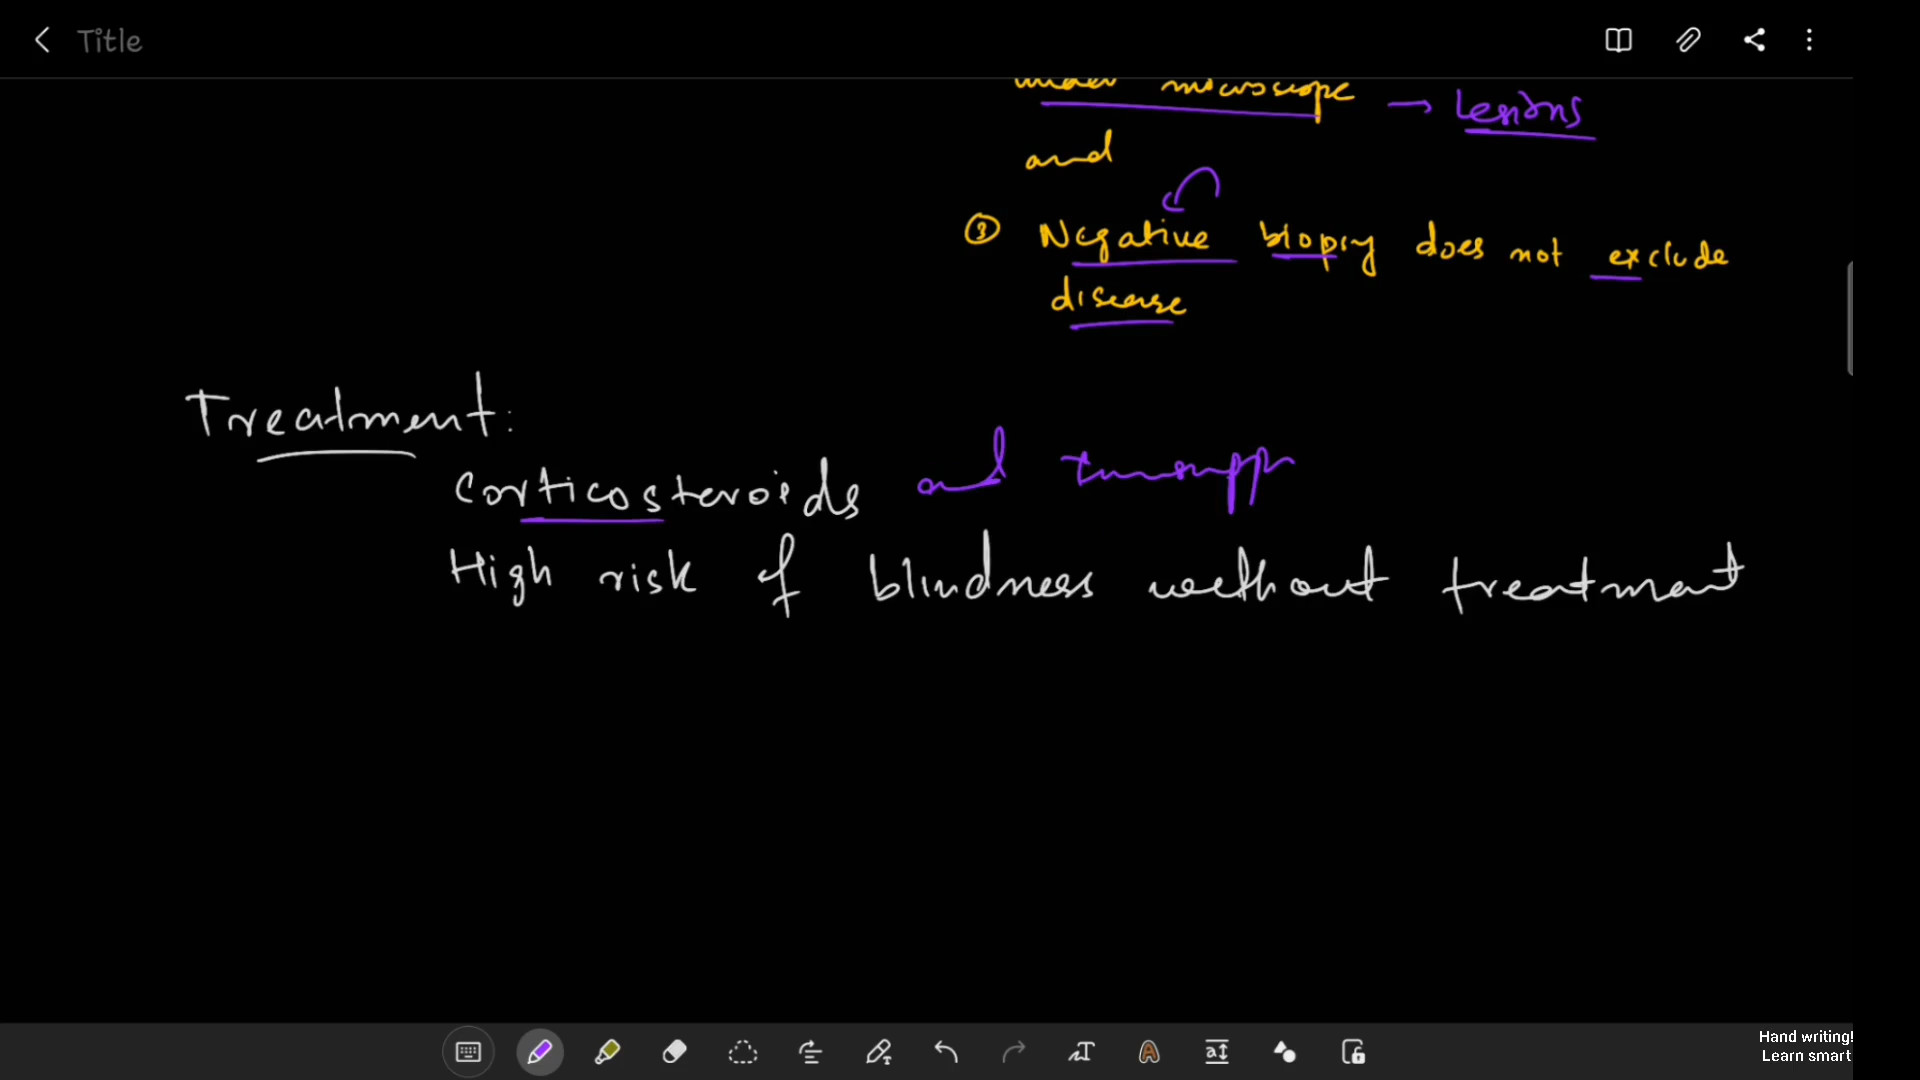 Title
under microscope → Lesions
and
③ Negative biopsy does not exclude
disease
Treatment:
Corticosteroids and
High risk of blindness without treatment
Hand writing!
Learn smart